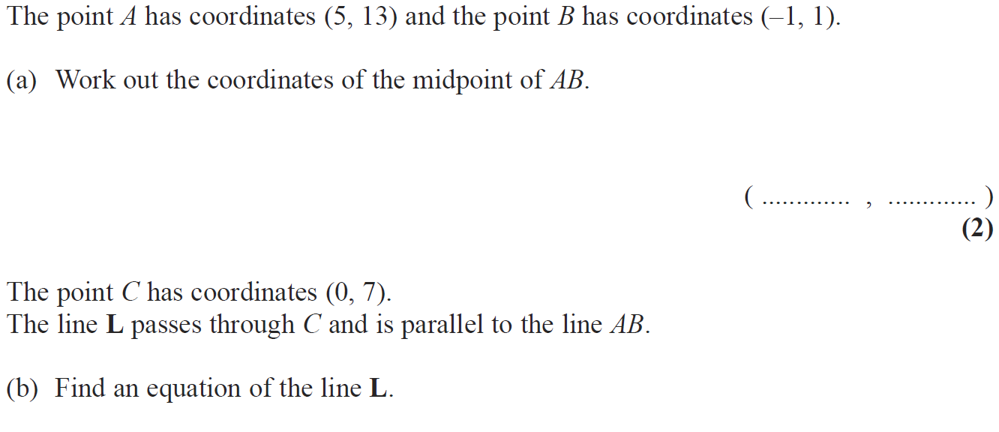 The point A has coordinates (5, 13) and the point B has coordinates (–1, 1).
(a) Work out the coordinates of the midpoint of AB.
( ............. , ............. )
(2)
The point C has coordinates (0, 7).
The line L passes through C and is parallel to the line AB.
(b) Find an equation of the line L.